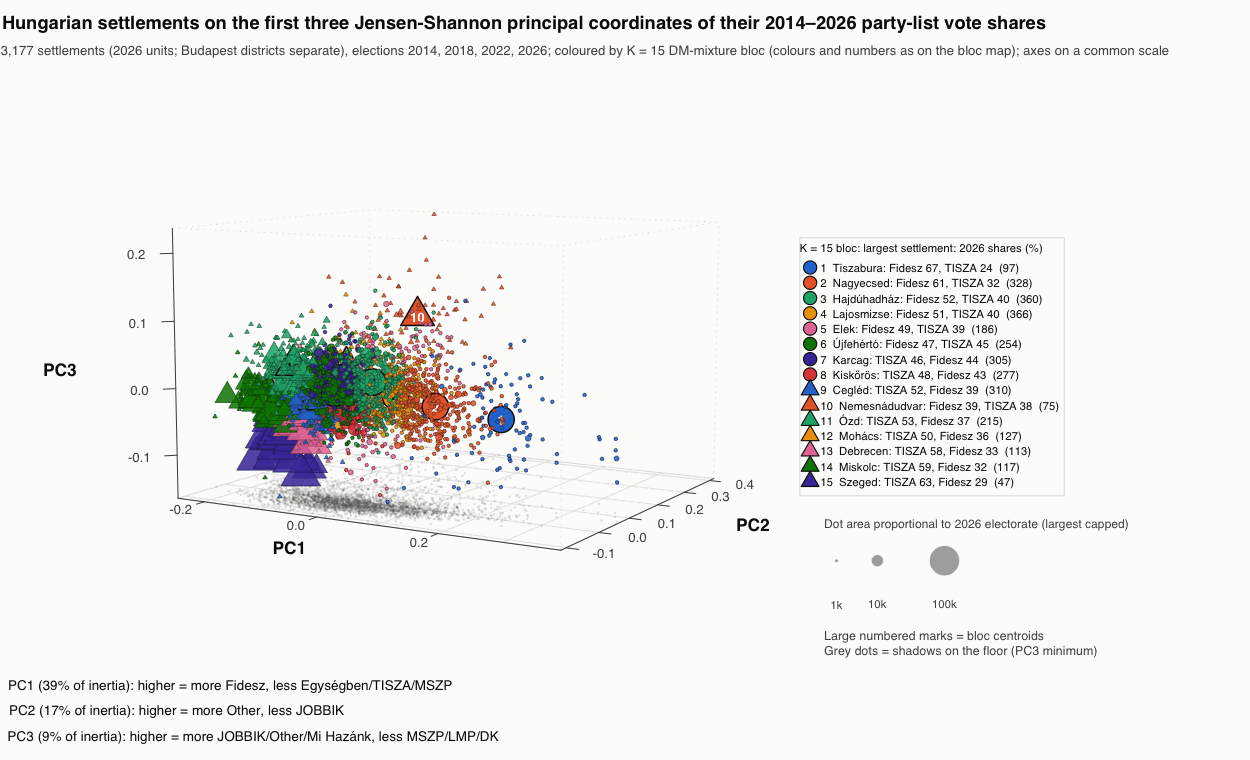 Hungarian settlements on the first three Jensen-Shannon principal coordinates of their 2014–2026 party-list vote shares
3,177 settlements (2026 units; Budapest districts separate), elections 2014, 2018, 2022, 2026; coloured by K = 15 DM-mixture bloc (colours and numbers as on the bloc map); axes on a common scale
0.2
0.1
0.0
-0.1
PC3
-0.2
0.0
0.2
PC1
-0.1
0.0
0.1
0.2
0.3
0.4
PC2
10
K = 15 bloc: largest settlement: 2026 shares (%)
1 Tiszabura: Fidesz 67, TISZA 24 (97)
2 Nagyecsed: Fidesz 61, TISZA 32 (328)
3 Hajdúhadház: Fidesz 52, TISZA 40 (360)
4 Lajosmizse: Fidesz 51, TISZA 40 (366)
5 Elek: Fidesz 49, TISZA 39 (186)
6 Újfehértó: Fidesz 47, TISZA 45 (254)
7 Karcag: TISZA 46, Fidesz 44 (305)
8 Kiskőrös: TISZA 48, Fidesz 43 (277)
9 Cegléd: TISZA 52, Fidesz 39 (310)
10 Nemesnádudvar: Fidesz 39, TISZA 38 (75)
11 Ózd: TISZA 53, Fidesz 37 (215)
12 Mohács: TISZA 50, Fidesz 36 (127)
13 Debrecen: TISZA 58, Fidesz 33 (113)
14 Miskolc: TISZA 59, Fidesz 32 (117)
15 Szeged: TISZA 63, Fidesz 29 (47)
Dot area proportional to 2026 electorate (largest capped)
1k 10k 100k
Large numbered marks = bloc centroids
Grey dots = shadows on the floor (PC3 minimum)
PC1 (39% of inertia): higher = more Fidesz, less Egységben/TISZA/MSZP
PC2 (17% of inertia): higher = more Other, less JOBBIK
PC3 (9% of inertia): higher = more JOBBIK/Other/Mi Hazánk, less MSZP/LMP/DK